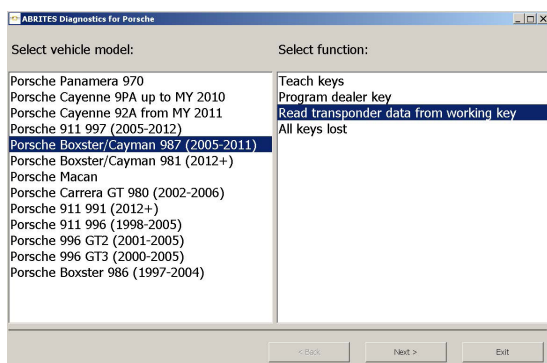 ABRITES Diagnostics for Porsche
Select vehicle model:
Porsche Panamera 970
Porsche Cayenne 9PA up to MY 2010
Porsche Cayenne 92A from MY 2011
Porsche 911 997 (2005-2012)
Porsche Boxster/Cayman 987 (2005-2011)
Porsche Boxster/Cayman 981 (2012+)
Porsche Macan
Porsche Carrera GT 980 (2002-2006)
Porsche 911 991 (2012+)
Porsche 911 996 (1998-2005)
Porsche 996 GT2 (2001-2005)
Porsche 996 GT3 (2000-2005)
Porsche Boxster 986 (1997-2004)
Select function:
Teach keys
Program dealer key
Read transponder data from working key
All keys lost
< Back
Next >
Exit